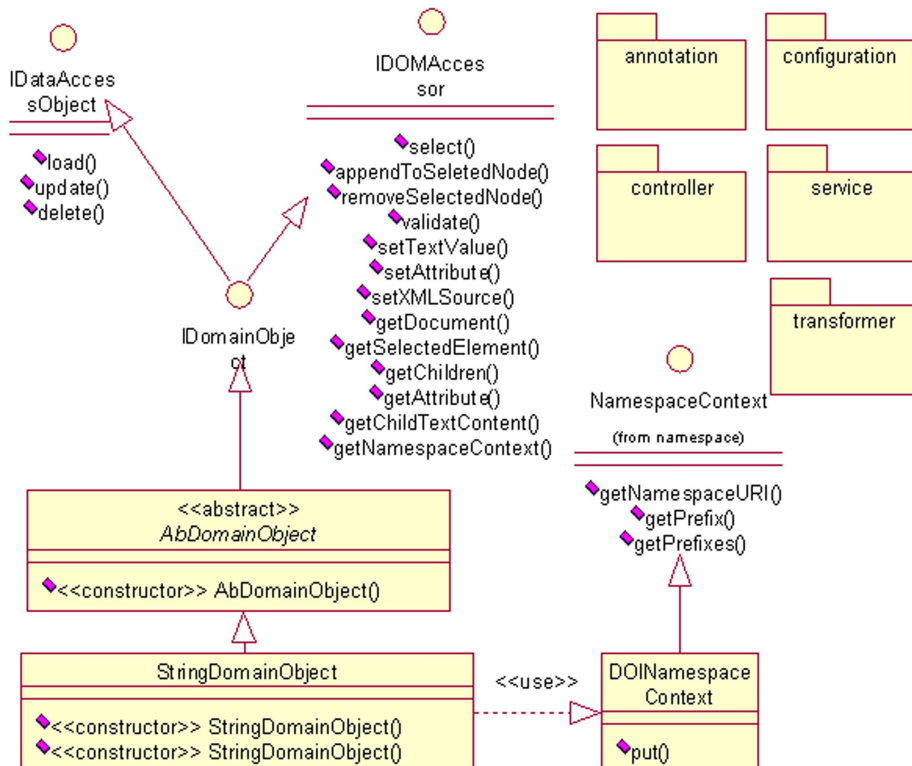 IDataAcces
sObject
load()
update()
delete()
IDOMAcces
sor
select()
appendToSeletedNode()
removeSelectedNode()
validate()
setTextValue()
setAttribute()
setXMLSource()
getDocument()
getSelectedElement()
getChildren()
getAttribute()
getChildTextContent()
getNamespaceContext()
annotation
configuration
controller
service
transformer
IDomainObje
ct
NamespaceContext
(from namespace)
getNamespaceURI()
getPrefix()
getPrefixes()
<<abstract>>
AbDomainObject
<<constructor>> AbDomainObject()
StringDomainObject
<<constructor>> StringDomainObject()
<<constructor>> StringDomainObject()
<<use>>
DOINamespace
Context
put()